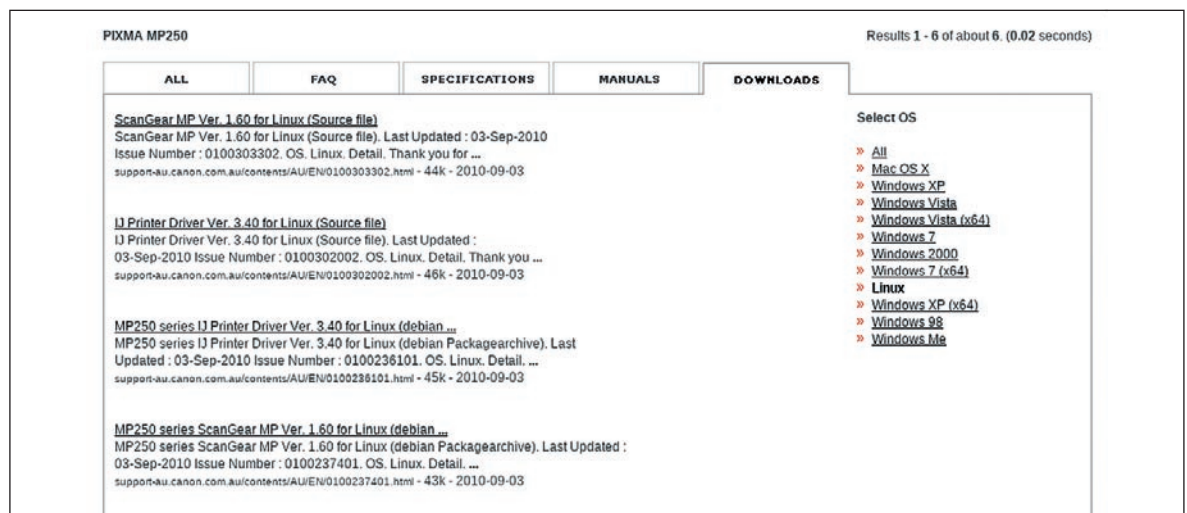 PIXMA MP250
Results 1 - 6 of about 6. (0.02 seconds)
ALL
FAQ
SPECIFICATIONS
MANUALS
DOWNLOADS
ScanGear MP Ver. 1.60 for Linux (Source file)
ScanGear MP Ver. 1.60 for Linux (Source file). Last Updated : 03-Sep-2010
Issue Number : 0100303302. OS. Linux. Detail. Thank you for ...
support-au.canon.com.au/contents/AU/EN/0100303302.html - 44k - 2010-09-03
IJ Printer Driver Ver. 3.40 for Linux (Source file)
IJ Printer Driver Ver. 3.40 for Linux (Source file). Last Updated :
03-Sep-2010 Issue Number : 0100302002. OS. Linux. Detail. Thank you ...
support-au.canon.com.au/contents/AU/EN/0100302002.html - 46k - 2010-09-03
MP250 series IJ Printer Driver Ver. 3.40 for Linux (debian ...
MP250 series IJ Printer Driver Ver. 3.40 for Linux (debian Packagearchive). Last
Updated : 03-Sep-2010 Issue Number : 0100236101. OS. Linux. Detail. ...
support-au.canon.com.au/contents/AU/EN/0100236101.html - 45k - 2010-09-03
MP250 series ScanGear MP Ver. 1.60 for Linux (debian ...
MP250 series ScanGear MP Ver. 1.60 for Linux (debian Packagearchive). Last Updated :
03-Sep-2010 Issue Number : 0100237401. OS. Linux. Detail. ...
support-au.canon.com.au/contents/AU/EN/0100237401.html - 43k - 2010-09-03
Select OS
» All
» Mac OS X
» Windows XP
» Windows Vista
» Windows Vista (x64)
» Windows 7
» Windows 2000
» Windows 7 (x64)
» Linux
» Windows XP (x64)
» Windows 98
» Windows Me